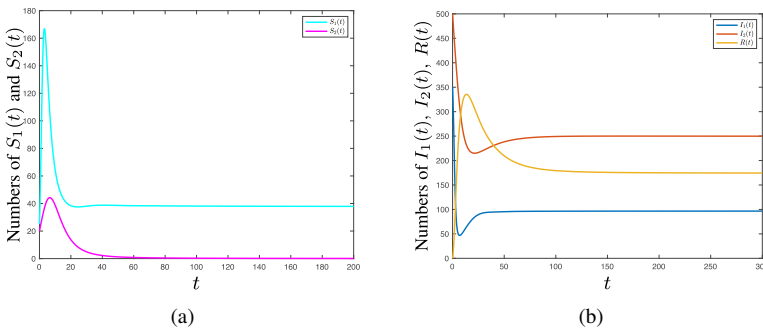 Numbers of S₁(t) and S₂(t)
180
160
140
120
100
80
60
40
20
0
0 20 40 60 80 100 120 140 160 180 200
t
S₁(t)
S₂(t)
(a)
Numbers of I₁(t), I₂(t), R(t)
500
450
400
350
300
250
200
150
100
50
0
0 50 100 150 200 250 300
t
I₁(t)
I₂(t)
R(t)
(b)